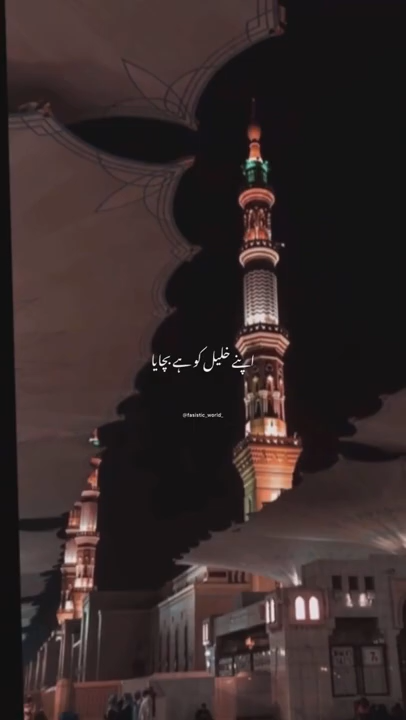 اپنے خلیل کو ہے بچایا
@fasistic_world_